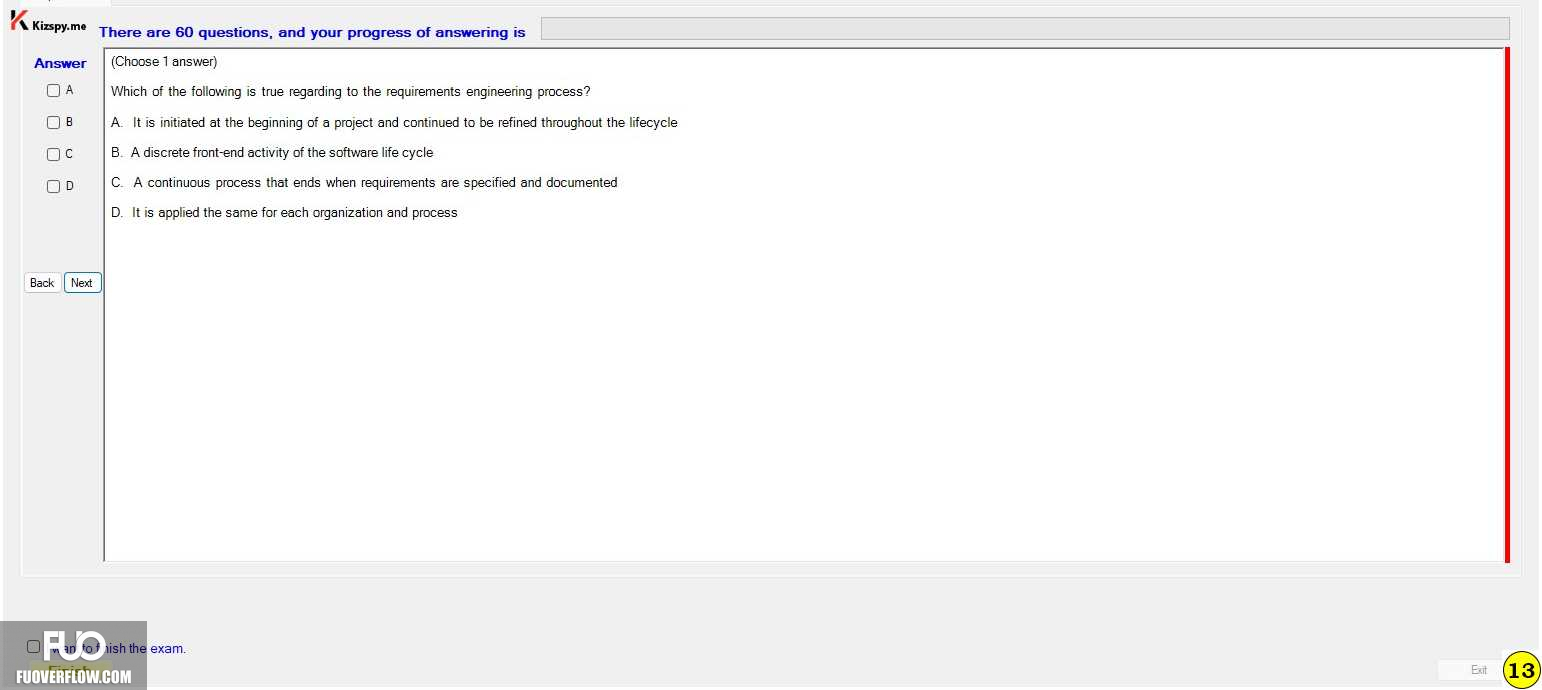 Kizspy.me
There are 60 questions, and your progress of answering is
Answer
A
B
C
D
Back
Next
(Choose 1 answer)
Which of the following is true regarding to the requirements engineering process?
A. It is initiated at the beginning of a project and continued to be refined throughout the lifecycle
B. A discrete front-end activity of the software life cycle
C. A continuous process that ends when requirements are specified and documented
D. It is applied the same for each organization and process
want to finish the exam.
Finish
FUO
FUOVERFLOW.COM
Exit
13